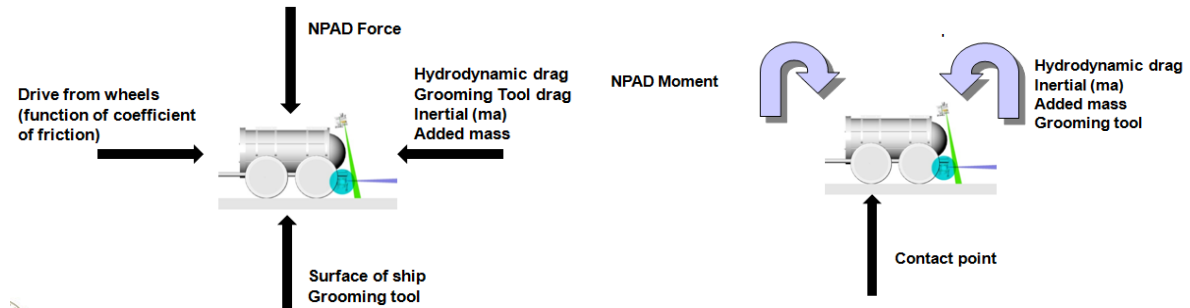 NPAD Force
Drive from wheels
(function of coefficient
of friction)
Hydrodynamic drag
Grooming Tool drag
Inertial (ma)
Added mass
Surface of ship
Grooming tool
NPAD Moment
Hydrodynamic drag
Inertial (ma)
Added mass
Grooming tool
Contact point